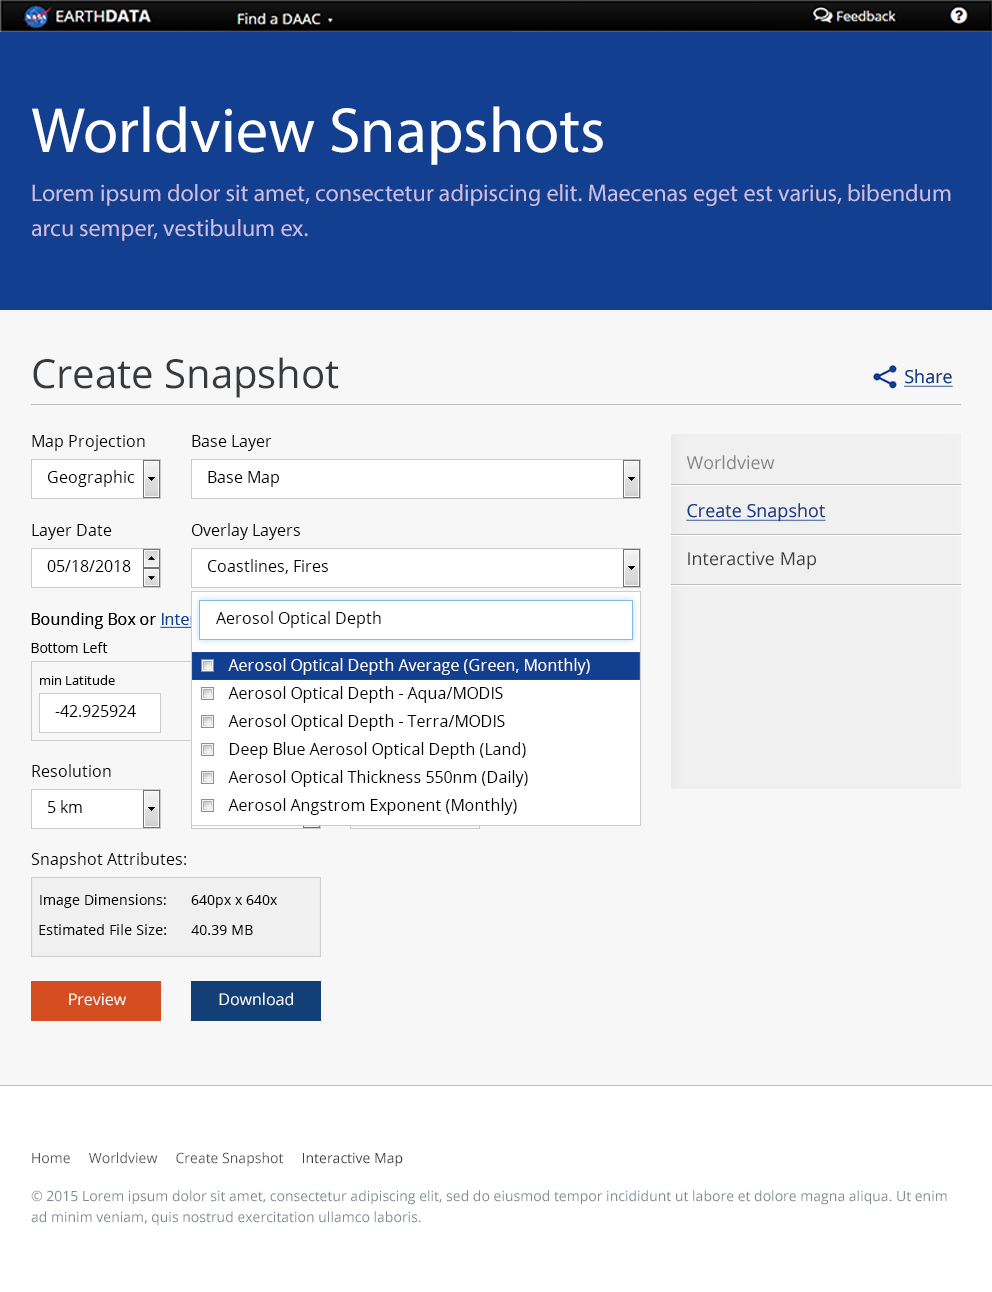 EARTHDATA
Find a DAAC
Feedback
?
Worldview Snapshots
Lorem ipsum dolor sit amet, consectetur adipiscing elit. Maecenas eget est varius, bibendum
arcu semper, vestibulum ex.
Create Snapshot
Share
Map Projection
Base Layer
Geographic
Base Map
Layer Date
Overlay Layers
05/18/2018
Coastlines, Fires
Aerosol Optical Depth
Aerosol Optical Depth Average (Green, Monthly)
Aerosol Optical Depth - Aqua/MODIS
Aerosol Optical Depth - Terra/MODIS
Deep Blue Aerosol Optical Depth (Land)
Aerosol Optical Thickness 550nm (Daily)
Aerosol Angstrom Exponent (Monthly)
Bounding Box or
Bottom Left
min Latitude
-42.925924
Resolution
5 km
Snapshot Attributes:
Image Dimensions: 640px x 640x
Estimated File Size: 40.39 MB
Preview
Download
Worldview
Create Snapshot
Interactive Map
Home Worldview Create Snapshot Interactive Map
© 2015 Lorem ipsum dolor sit amet, consectetur adipiscing elit, sed do eiusmod tempor incididunt ut labore et dolore magna aliqua. Ut enim
ad minim veniam, quis nostrud exercitation ullamco laboris.